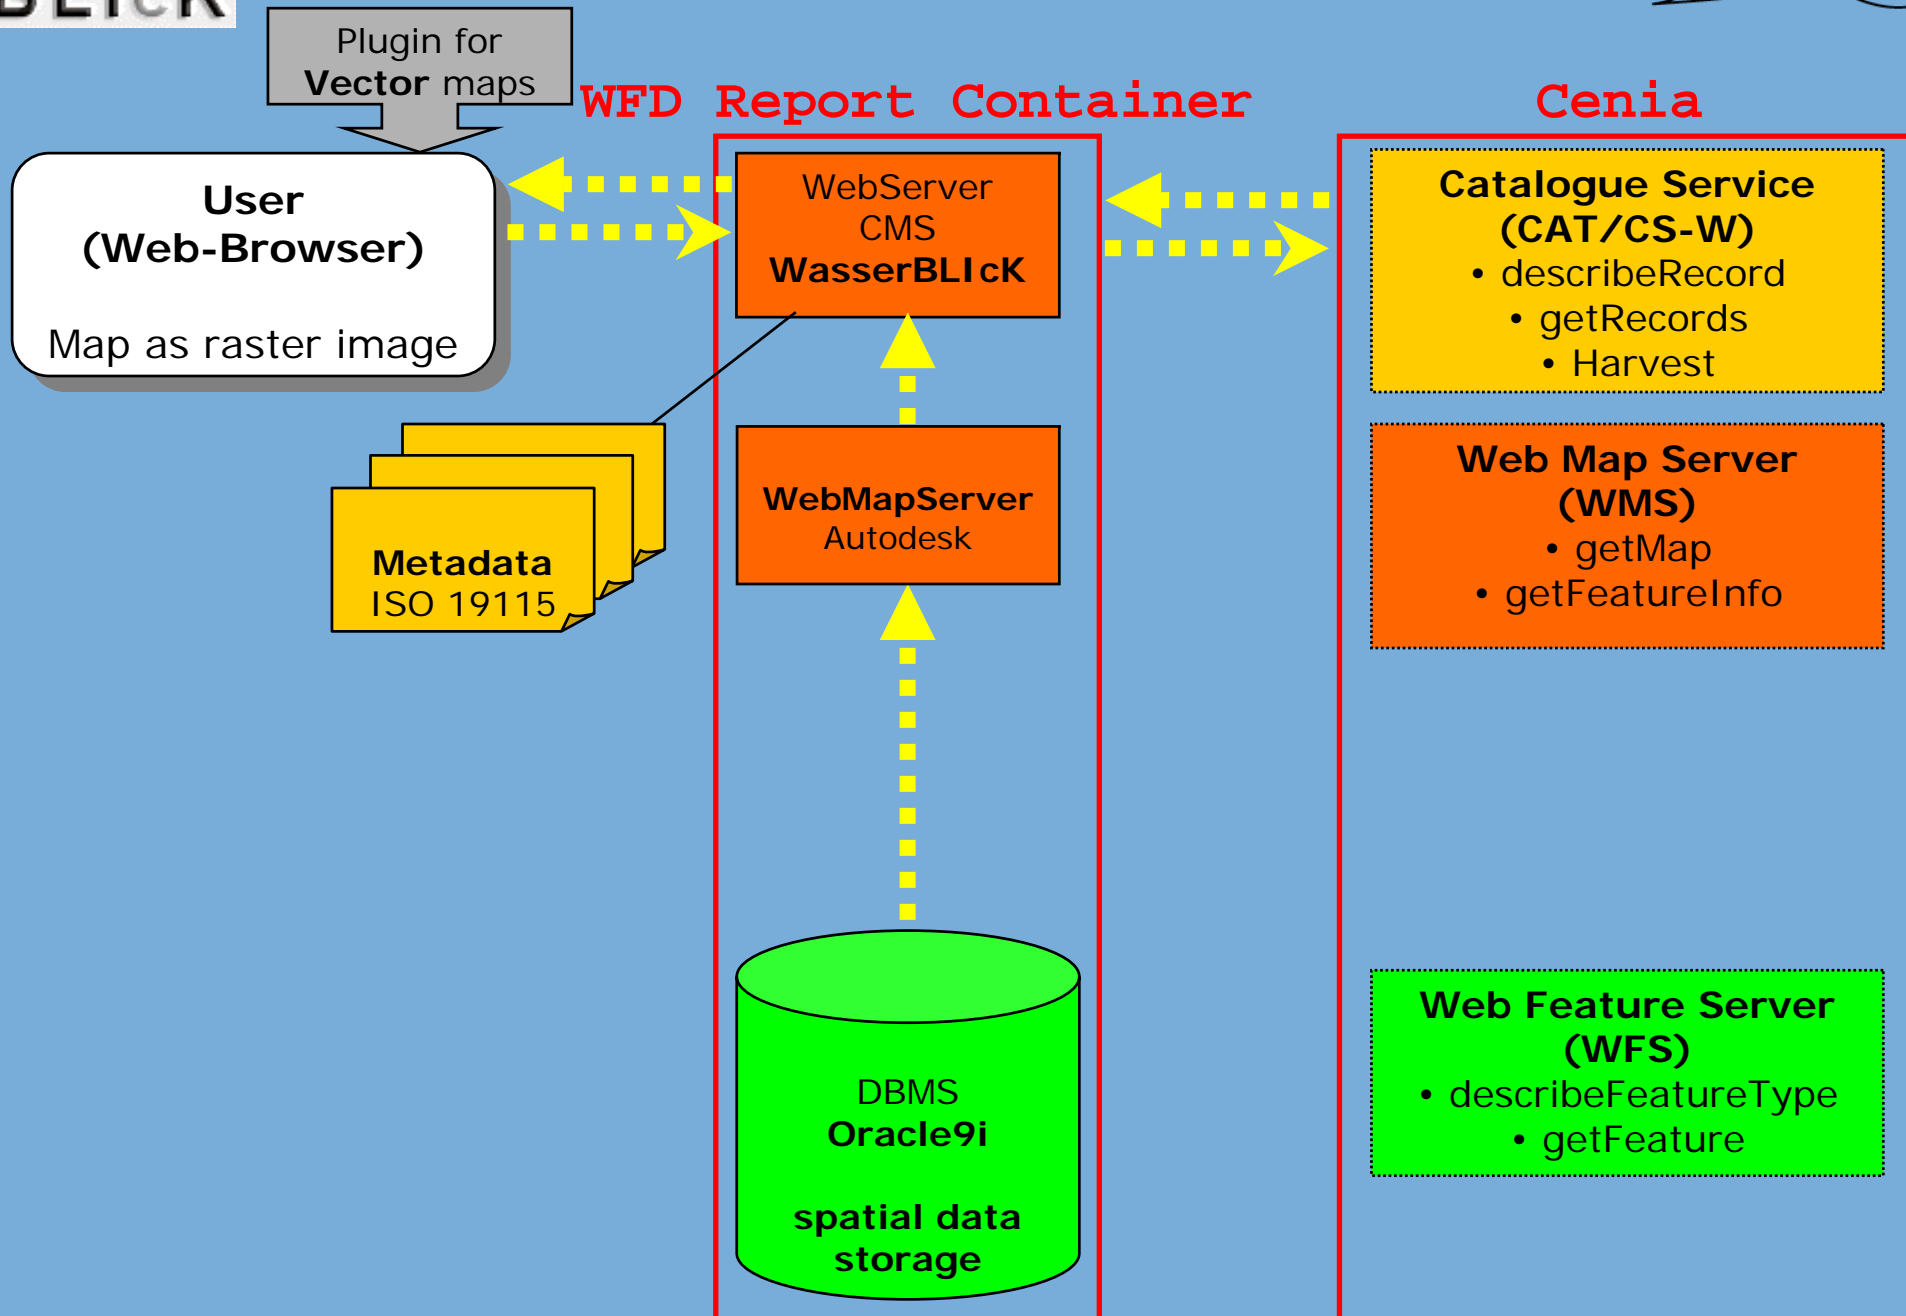 BLIcK
Plugin for
Vector maps
WFD Report Container
Cenia
User
(Web-Browser)
Map as raster image
WebServer
CMS
WasserBLIcK
Catalogue Service
(CAT/CS-W)
• describeRecord
• getRecords
• Harvest
Metadata
ISO 19115
WebMapServer
Autodesk
Web Map Server
(WMS)
• getMap
• getFeatureInfo
DBMS
Oracle9i
spatial data
storage
Web Feature Server
(WFS)
• describeFeatureType
• getFeature